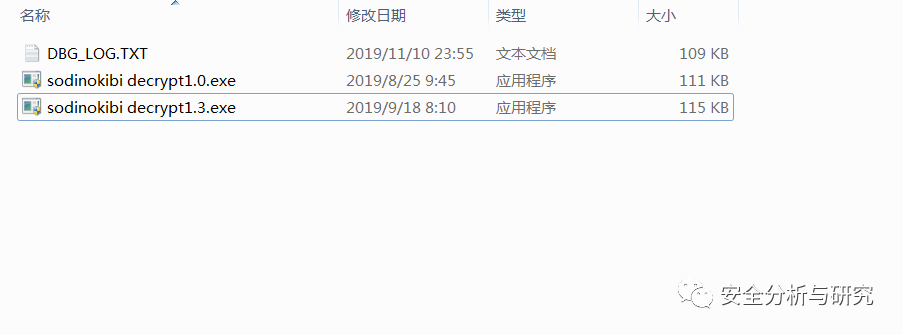 名称 修改日期 类型 大小
DBG_LOG.TXT 2019/11/10 23:55 文本文档 109 KB
sodinokibi decrypt1.0.exe 2019/8/25 9:45 应用程序 111 KB
sodinokibi decrypt1.3.exe 2019/9/18 8:10 应用程序 115 KB
安全分析与研究